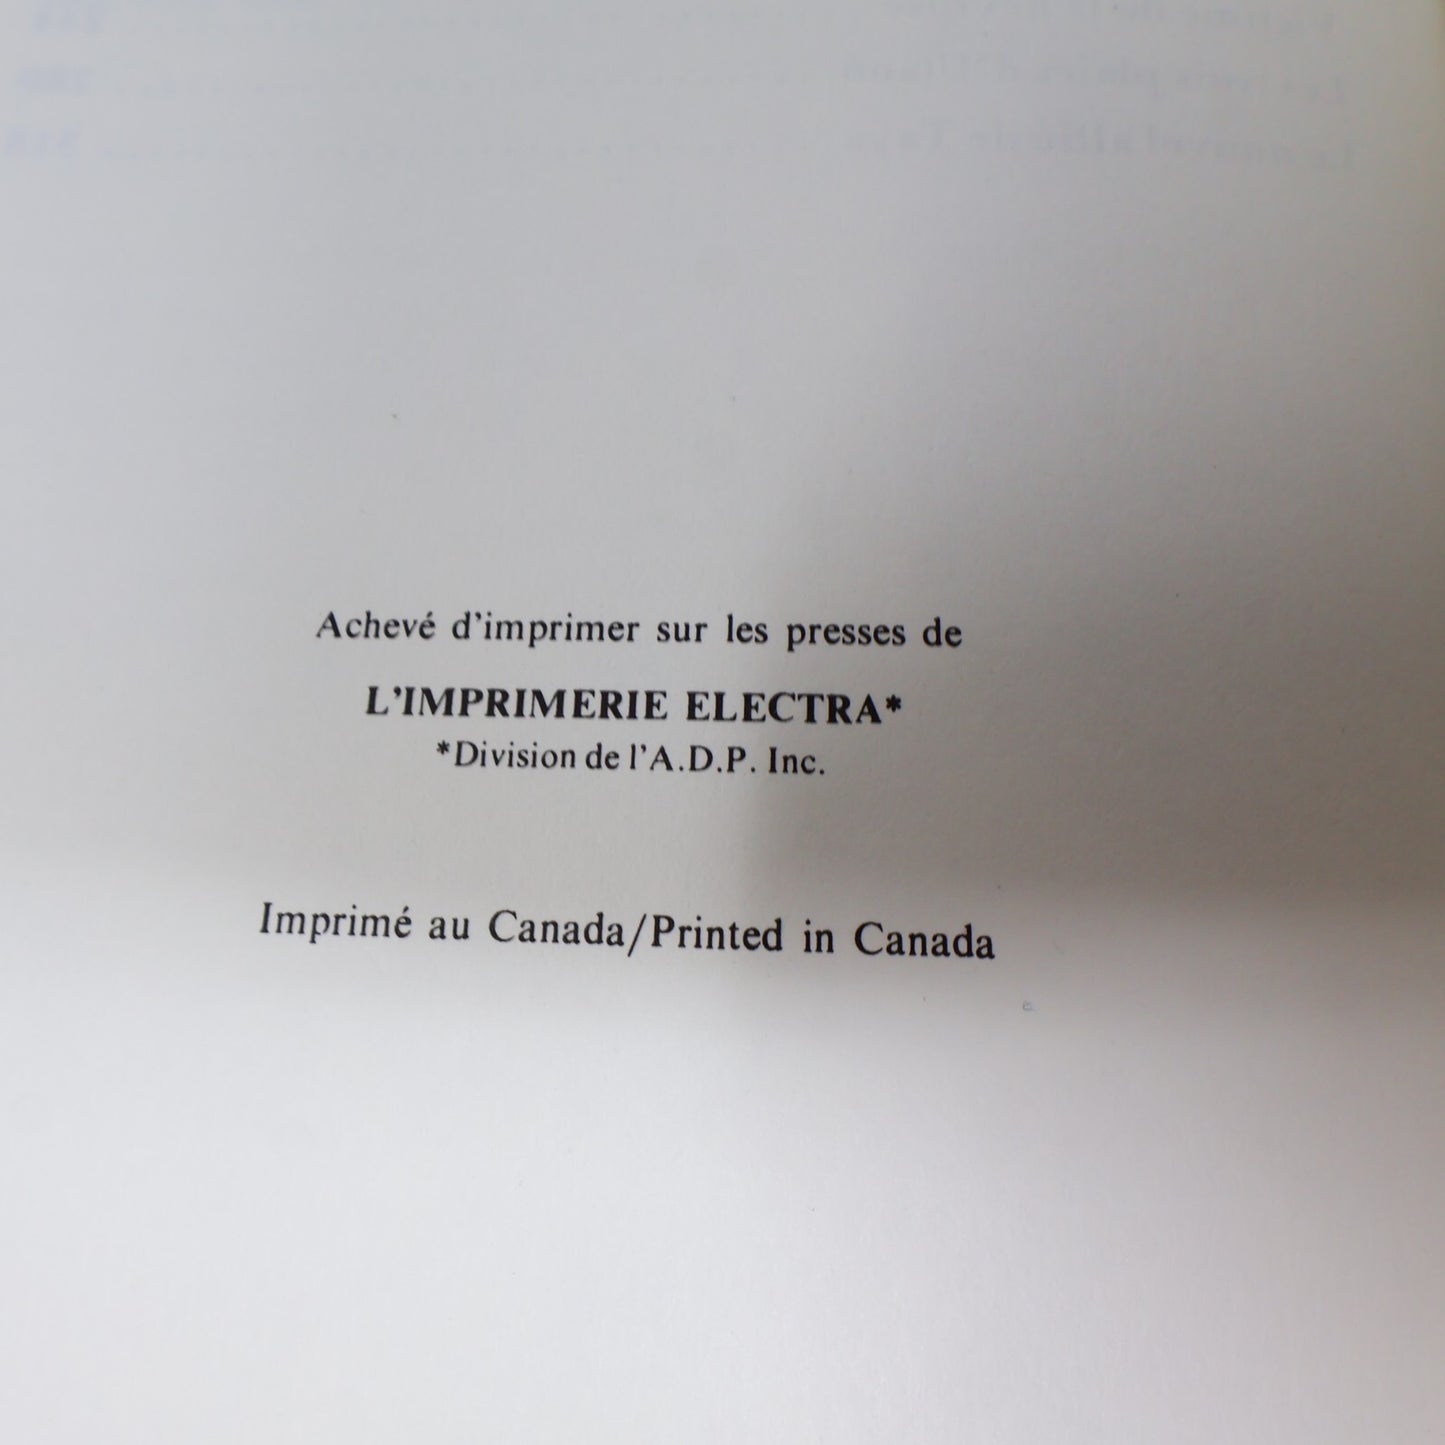 Achevé d'imprimer sur les presses de
L'IMPRIMERIE ELECTRA*
*Division de l'A.D.P. Inc.
Imprimé au Canada/Printed in Canada